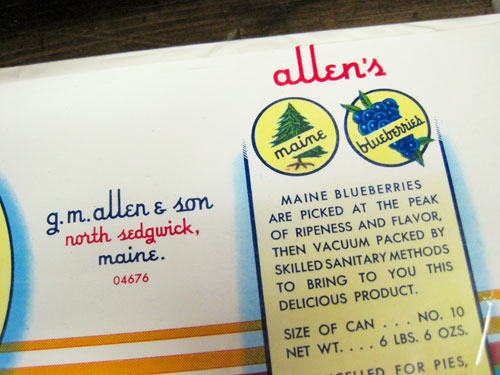 allen's
maine
blueberries
g.m.allen & son
north sedgwick,
maine.
04676
MAINE BLUEBERRIES
ARE PICKED AT THE PEAK
OF RIPENESS AND FLAVOR,
THEN VACUUM PACKED BY
SKILLED SANITARY METHODS
TO BRING TO YOU THIS
DELICIOUS PRODUCT.
SIZE OF CAN . . . NO. 10
NET WT. . . . 6 LBS. 6 OZS.
FOR PIES,